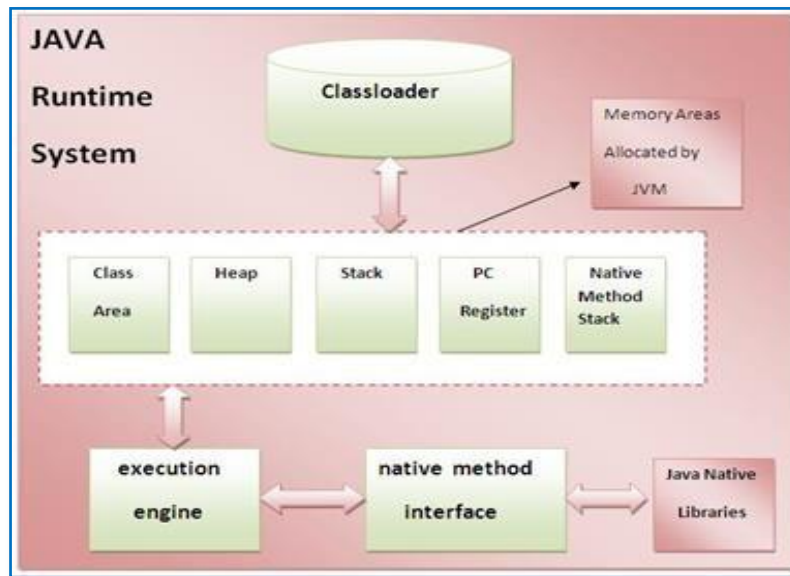 JAVA
Runtime
System
Classloader
Memory Areas
Allocated by
JVM
Class
Area
Heap
Stack
PC
Register
Native
Method
Stack
execution
engine
native method
interface
Java Native
Libraries